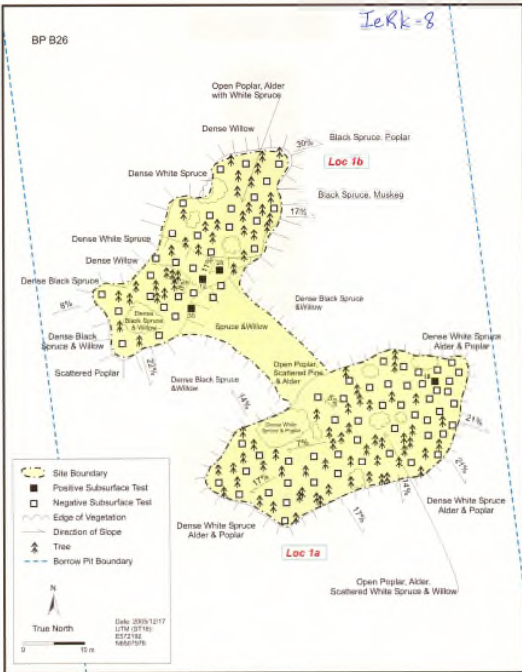 IeRk-8
BP B26
Open Poplar, Alder
with White Spruce
Dense Willow
30%
Black Spruce, Poplar
Loc 1b
Dense White Spruce
Black Spruce, Muskeg
17%
Dense White Spruce
Dense Willow
Dense Black Spruce
8%
11%
Dense
Black Spruce
& Willow
Spruce &Willow
Dense Black Spruce
&Willow
Dense Black
Spruce & Willow
Scattered Poplar
22%
Dense Black Spruce
&Willow
14%
Open Poplar,
Scattered Pine
& Alder
Dense White Spruce
Alder & Poplar
Dense White
Spruce & Poplar
7%
17%
21%
21%
14%
17%
Dense White Spruce
Alder & Poplar
Dense White Spruce
Alder & Poplar
Loc 1a
Open Poplar, Alder,
Scattered White Spruce & Willow
Site Boundary
Positive Subsurface Test
Negative Subsurface Test
Edge of Vegetation
Direction of Slope
Tree
Borrow Pit Boundary
N
True North
0 10 m
Date: 2005/12/17